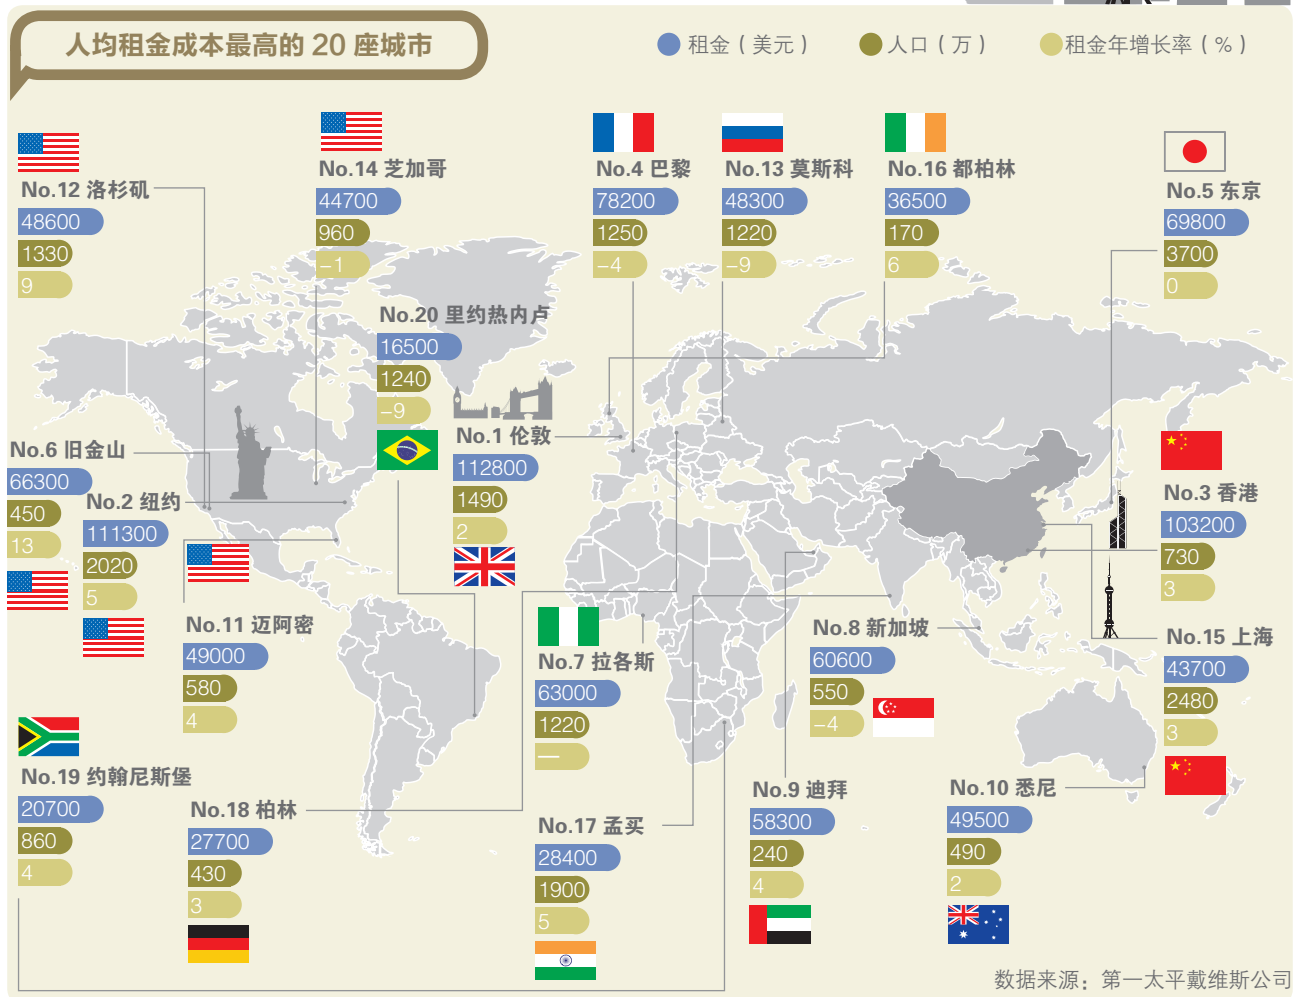 人均租金成本最高的 20 座城市
租金（美元）
人口（万）
租金年增长率（%）
No.12 洛杉矶
48600
1330
9
No.14 芝加哥
44700
960
−1
No.4 巴黎
78200
1250
−4
No.13 莫斯科
48300
1220
−9
No.16 都柏林
36500
170
6
No.5 东京
69800
3700
0
No.20 里约热内卢
16500
1240
−9
No.6 旧金山
66300
450
13
No.2 纽约
111300
2020
5
No.1 伦敦
112800
1490
2
No.3 香港
103200
730
3
No.11 迈阿密
49000
580
4
No.7 拉各斯
63000
1220
—
No.8 新加坡
60600
550
−4
No.15 上海
43700
2480
3
No.19 约翰尼斯堡
20700
860
4
No.18 柏林
27700
430
3
No.17 孟买
28400
1900
5
No.9 迪拜
58300
240
4
No.10 悉尼
49500
490
2
数据来源：第一太平戴维斯公司